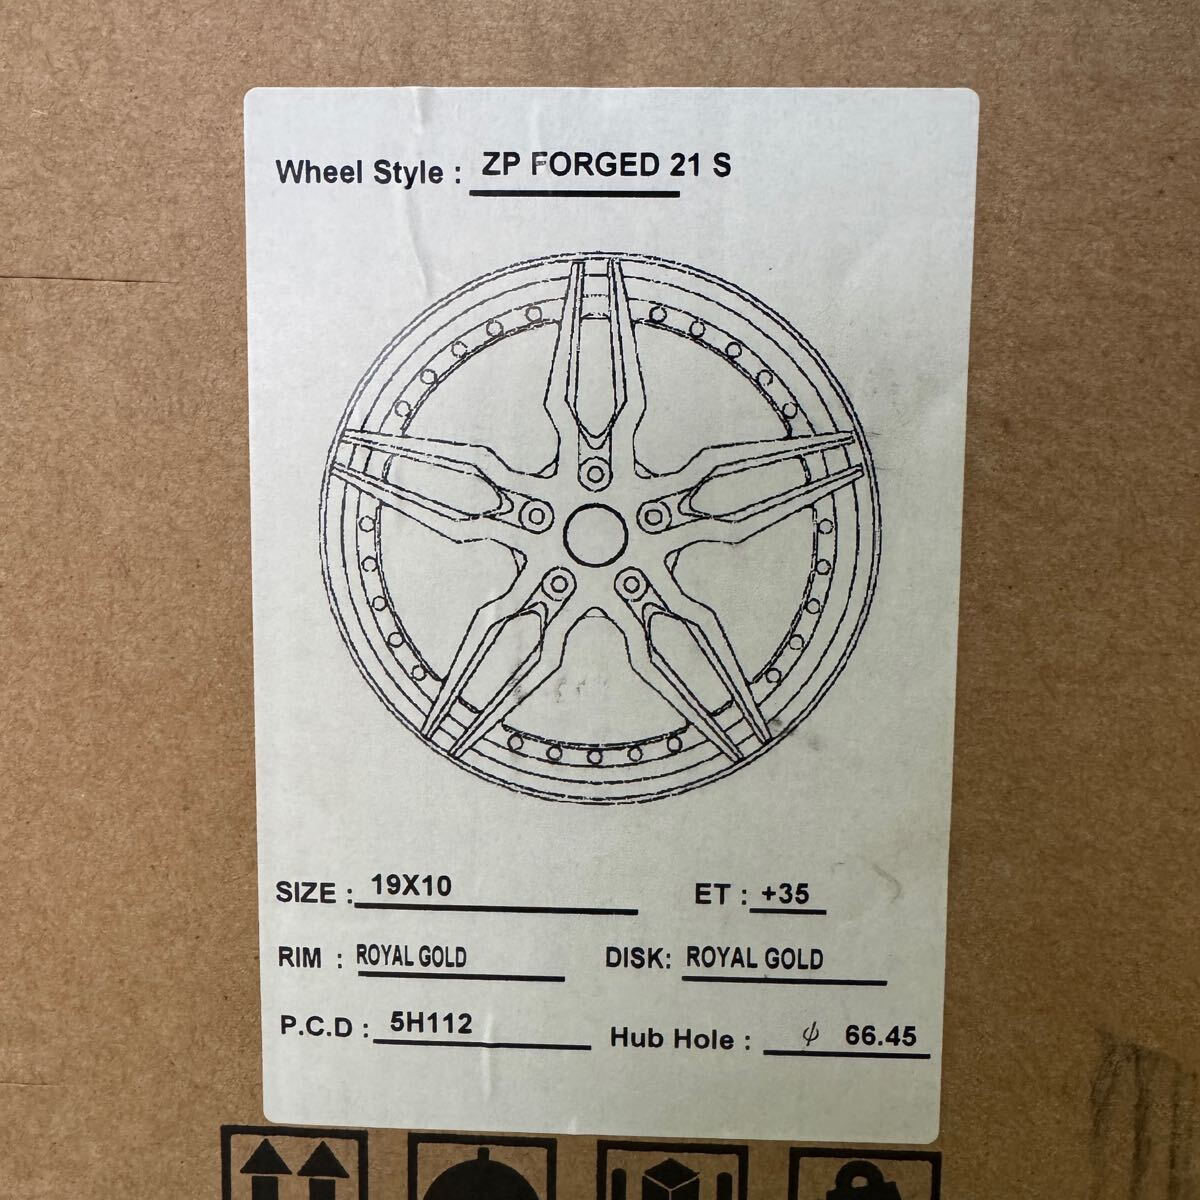 Wheel Style : ZP FORGED 21 S
SIZE : 19X10 ET : +35
RIM : ROYAL GOLD DISK: ROYAL GOLD
P.C.D : 5H112 Hub Hole : ψ 66.45